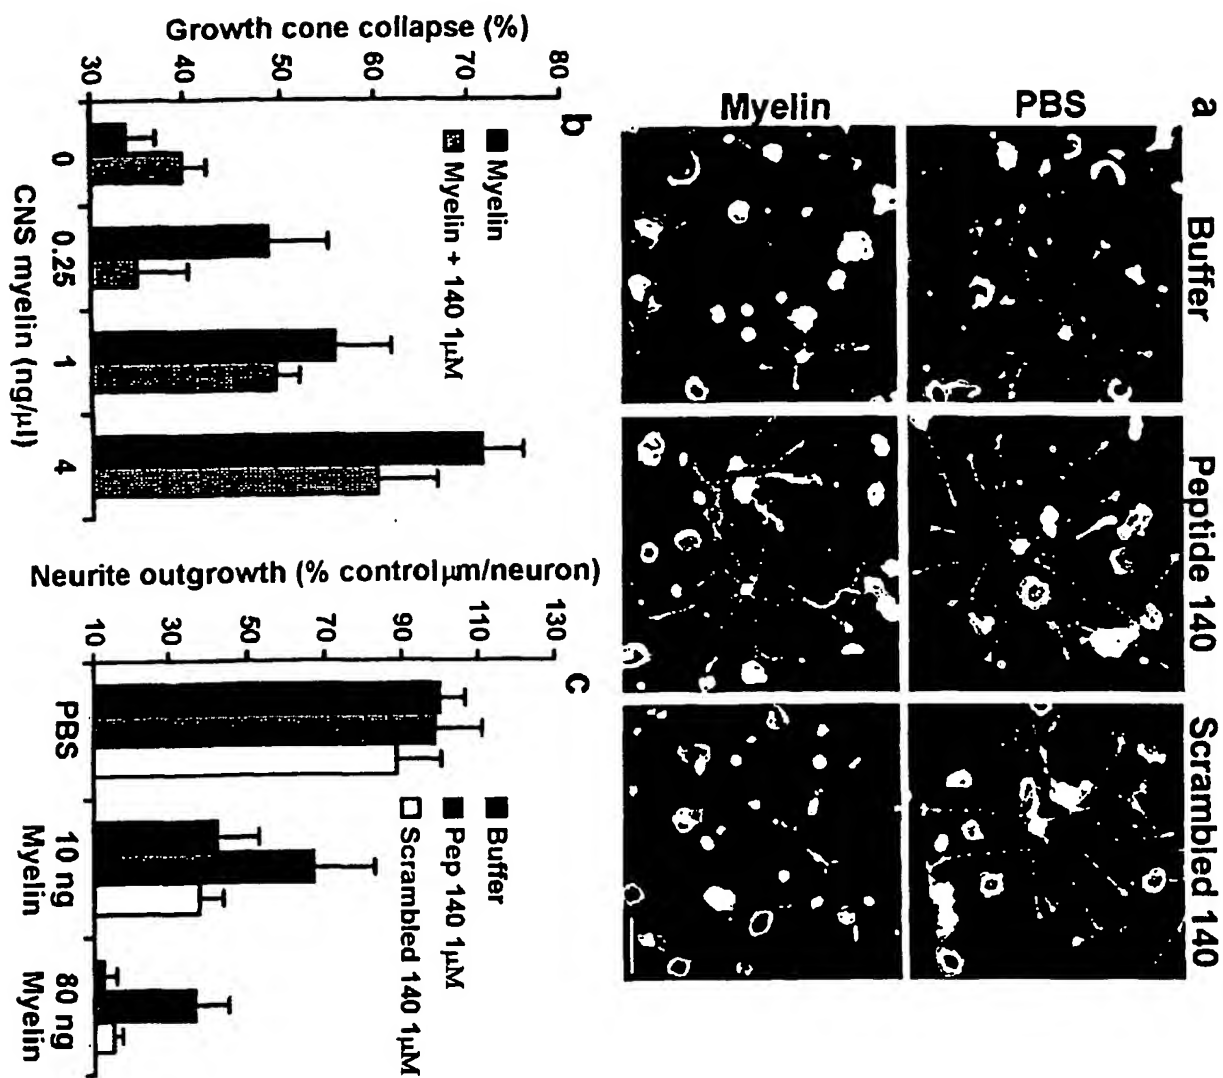 a
Buffer
Peptide 140
Scrambled 140
PBS
Myelin
b
Growth cone collapse (%)
80
70
60
50
40
30
Myelin
Myelin + 140 1µM
0
0.25
1
4
CNS myelin (ng/µl)
c
Neurite outgrowth (% control µm/neuron)
130
110
90
70
50
30
10
Buffer
Pep 140 1µM
Scrambled 140 1µM
PBS
10 ng
Myelin
80 ng
Myelin